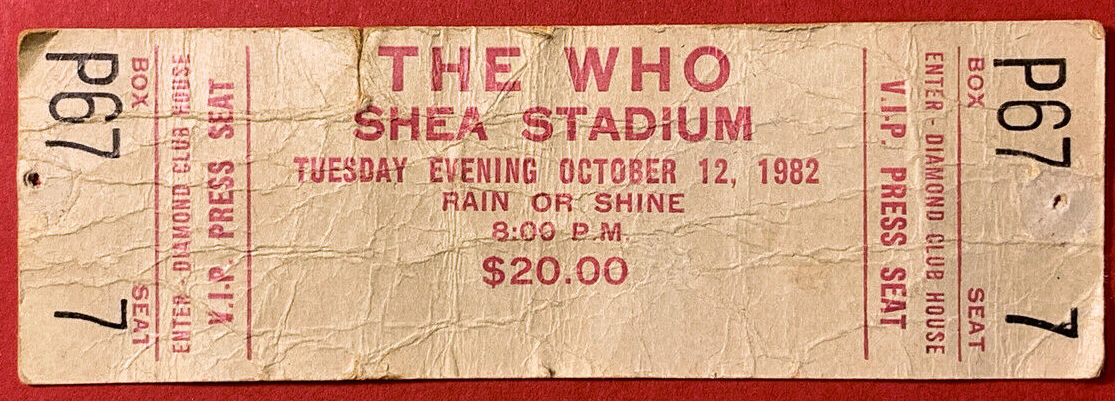 BOX SEAT
P67 7
ENTER - DIAMOND CLUB HOUSE
V.I.P. PRESS SEAT
THE WHO
SHEA STADIUM
TUESDAY EVENING OCTOBER 12, 1982
RAIN OR SHINE
8:00 P.M.
$20.00
V.I.P. PRESS SEAT
ENTER - DIAMOND CLUB HOUSE
BOX SEAT
P67 7